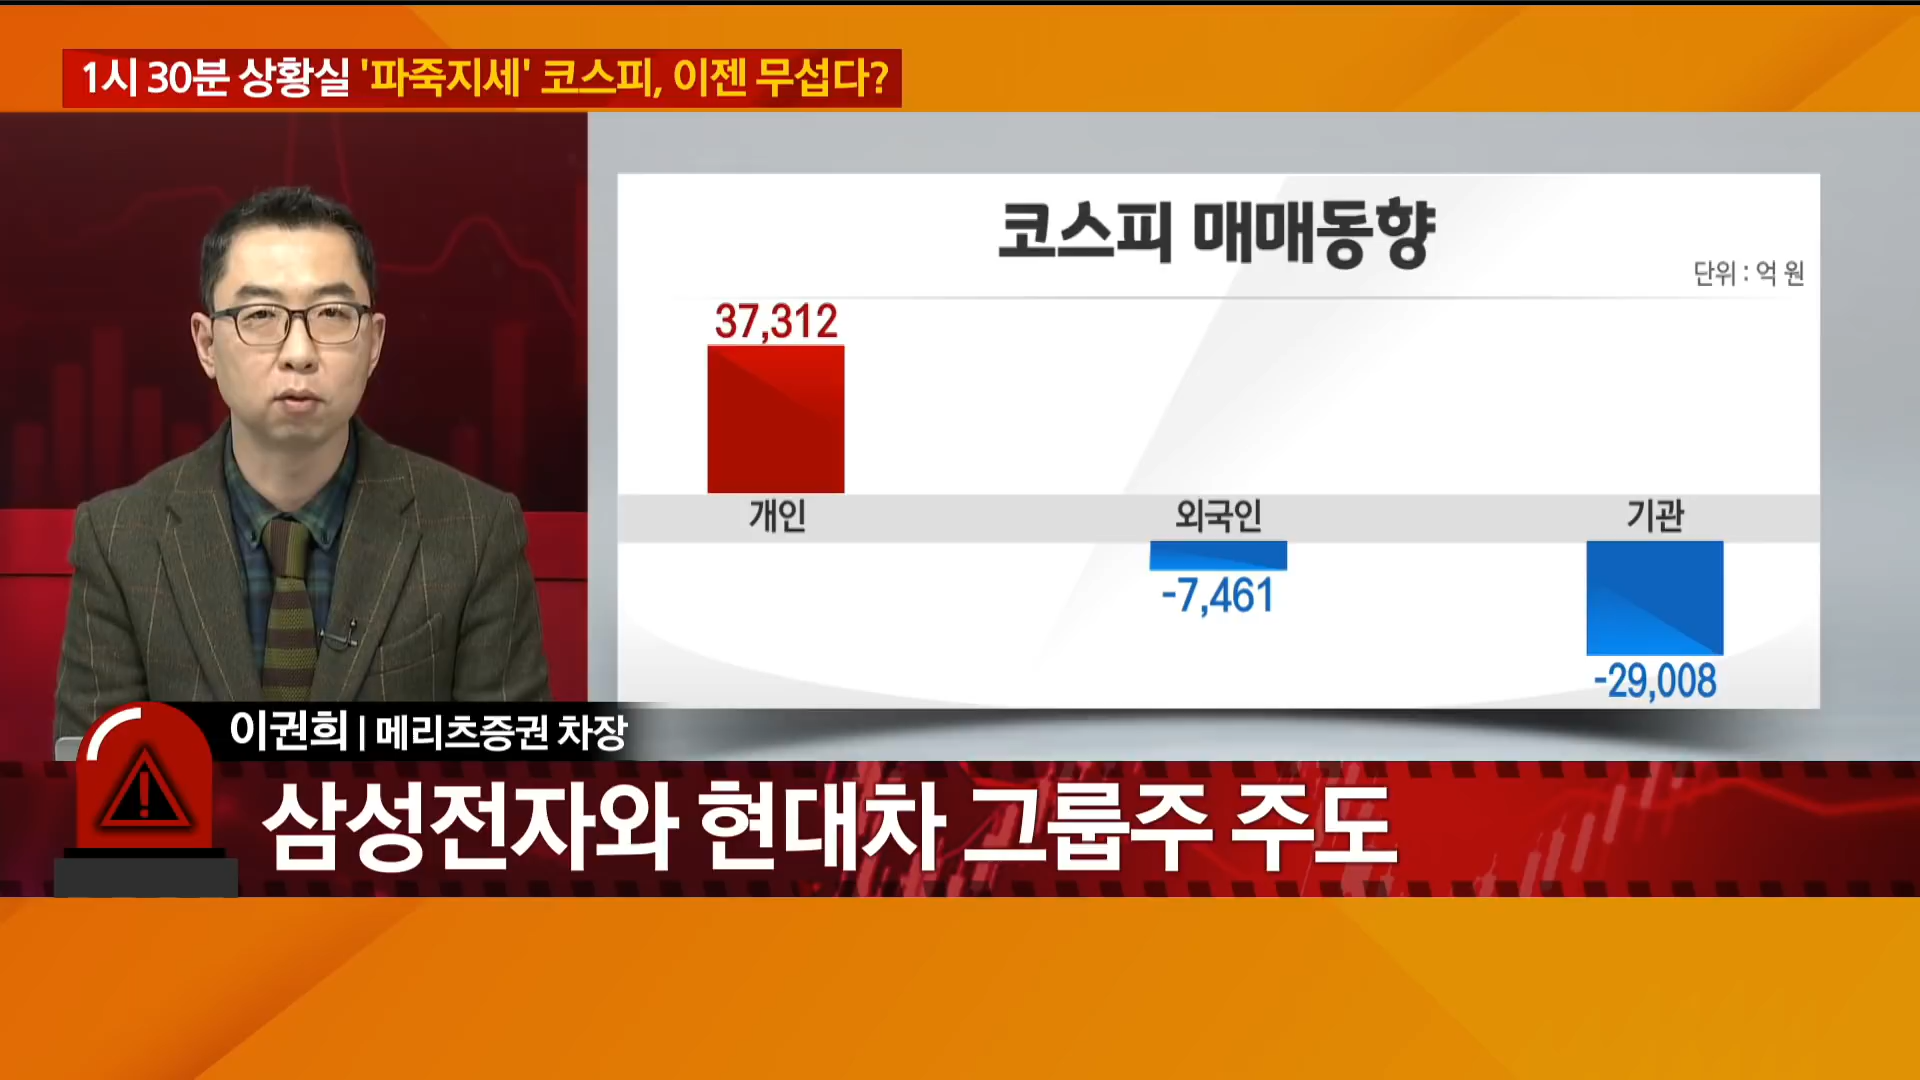 1시 30분 상황실 '파죽지세' 코스피, 이젠 무섭다?
코스피 매매동향
단위 : 억 원
37,312
개인
외국인
기관
-7,461
-29,008
이권희 | 메리츠증권 차장
삼성전자와 현대차 그룹주 주도